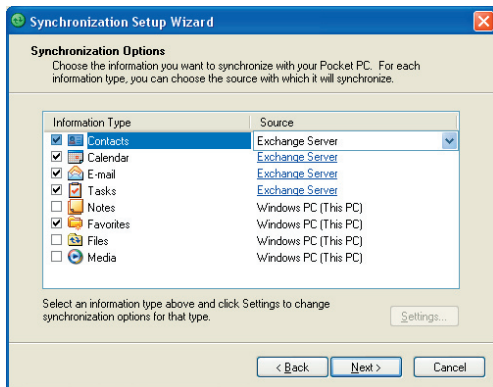 Synchronization Setup Wizard
Synchronization Options
Choose the information you want to synchronize with your Pocket PC. For each
information type, you can choose the source with which it will synchronize.
Information Type Source
Contacts Exchange Server
Calendar Exchange Server
E-mail Exchange Server
Tasks Exchange Server
Notes Windows PC (This PC)
Favorites Windows PC (This PC)
Files Windows PC (This PC)
Media Windows PC (This PC)
Select an information type above and click Settings to change
synchronization options for that type.
Settings...
< Back Next > Cancel